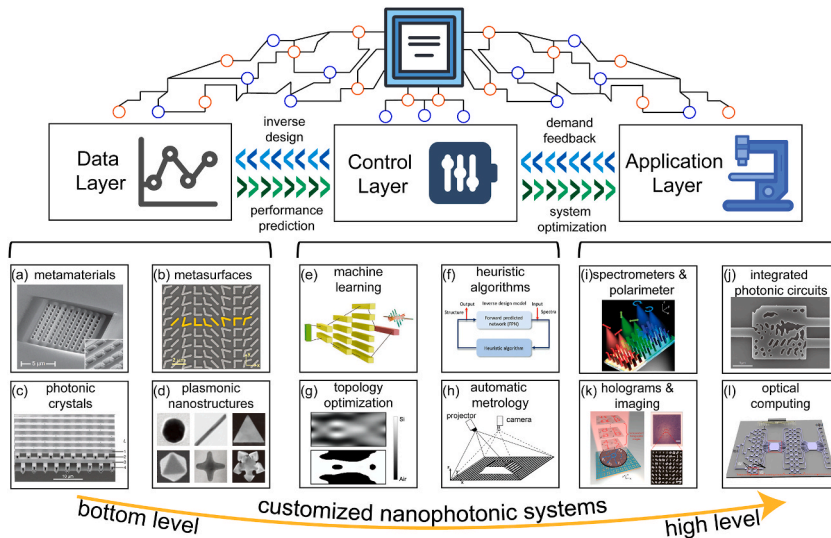 inverse
design
demand
feedback
Data
Layer
Control
Layer
Application
Layer
performance
prediction
system
optimization
(a) metamaterials
5 μm
(b) metasurfaces
(c) photonic
crystals
(d) plasmonic
nanostructures
(e) machine
learning
(f) heuristic
algorithms
Output
Inverse design model
Input
Structure
Forward predicted
network (FPN)
Spectra
Heuristic algorithm
(g) topology
optimization
Si
Air
(h) automatic
metrology
projector
camera
(i)spectrometers &
polarimeter
(j) integrated
photonic circuits
(k) holograms &
imaging
(l) optical
computing
bottom level
customized nanophotonic systems
high level